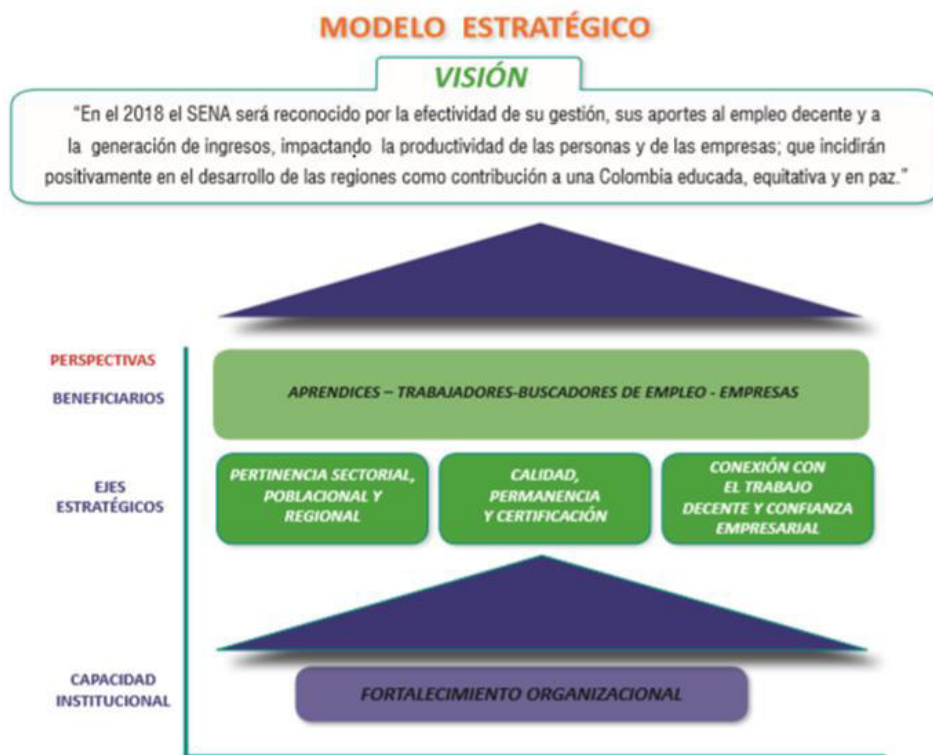 MODELO ESTRATÉGICO
VISIÓN
“En el 2018 el SENA será reconocido por la efectividad de su gestión, sus aportes al empleo decente y a
la generación de ingresos, impactando la productividad de las personas y de las empresas; que incidirán
positivamente en el desarrollo de las regiones como contribución a una Colombia educada, equitativa y en paz.”
PERSPECTIVAS
BENEFICIARIOS
APRENDICES – TRABAJADORES-BUSCADORES DE EMPLEO - EMPRESAS
EJES
ESTRATÉGICOS
PERTINENCIA SECTORIAL,
POBLACIONAL Y
REGIONAL
CALIDAD,
PERMANENCIA
Y CERTIFICACIÓN
CONEXIÓN CON
EL TRABAJO
DECENTE Y CONFIANZA
EMPRESARIAL
CAPACIDAD
INSTITUCIONAL
FORTALECIMIENTO ORGANIZACIONAL